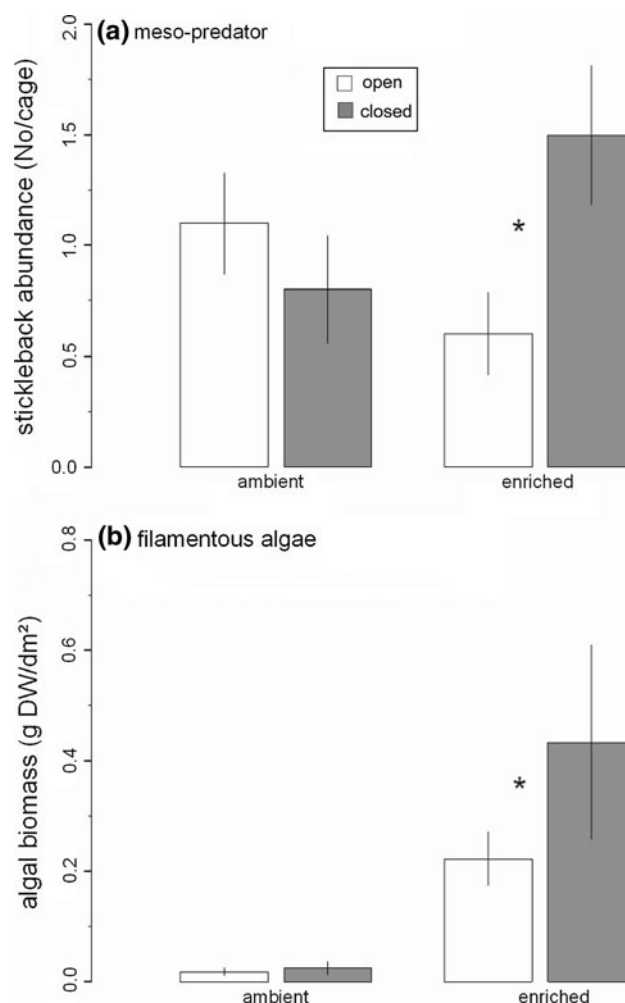 (a) meso-predator
open
closed
stickleback abundance (No/cage)
2.0
1.5
1.0
0.5
0.0
*
ambient
enriched
(b) filamentous algae
algal biomass (g DW/dm²)
0.8
0.6
0.4
0.2
0.0
*
ambient
enriched